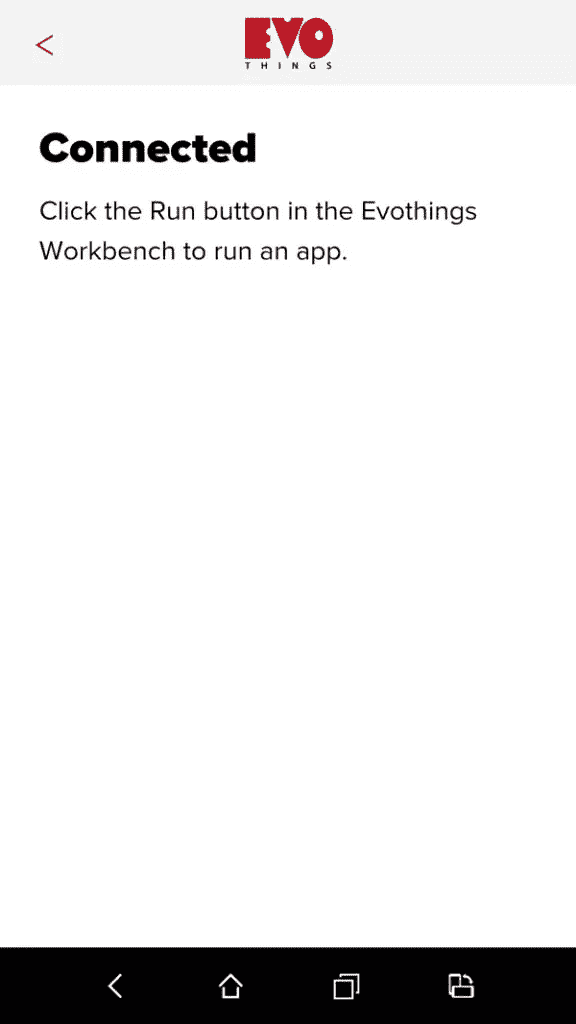 EVO
THINGS
Connected
Click the Run button in the Evothings
Workbench to run an app.